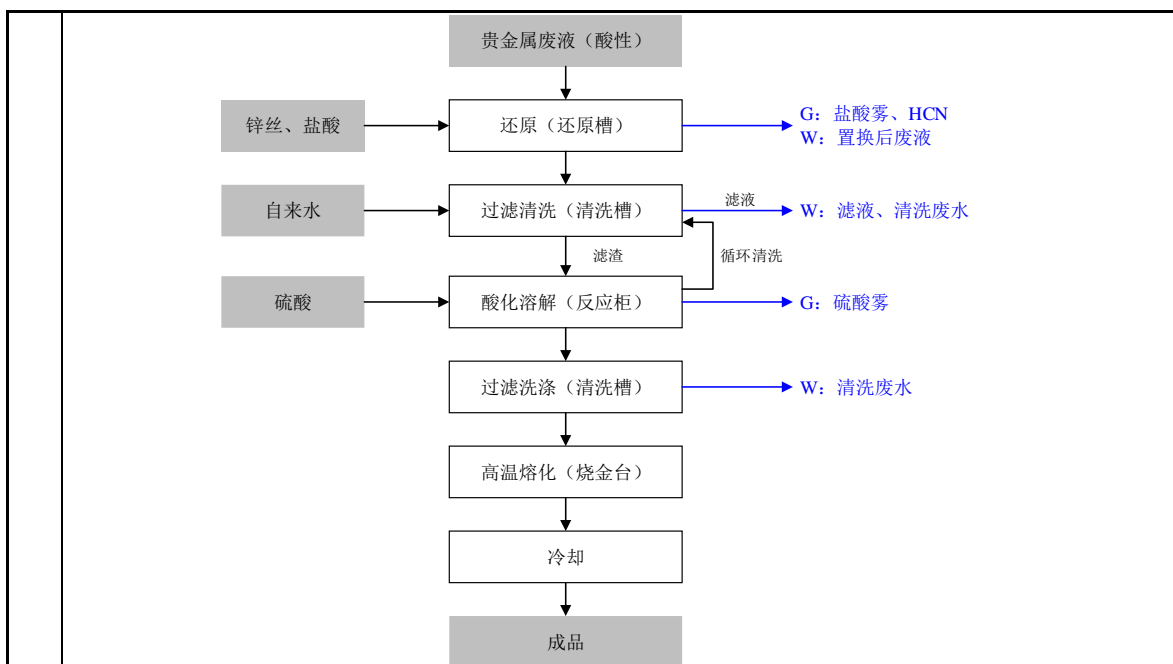 贵金属废液（酸性）
锌丝、盐酸
还原（还原槽）
G：盐酸雾、HCN
W：置换后废液
自来水
过滤清洗（清洗槽）
滤液
W：滤液、清洗废水
滤渣
循环清洗
硫酸
酸化溶解（反应柜）
G：硫酸雾
过滤洗涤（清洗槽）
W：清洗废水
高温熔化（烧金台）
冷却
成品